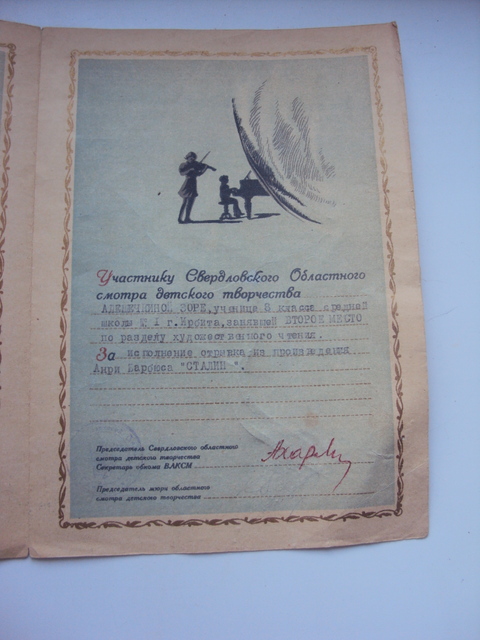 Участнику Свердловского Областного
смотра детского творчества
ЗОРЕ, ученице 8 класса средней
школы № 1 г. Ирбита, занявшей ВТОРОЕ МЕСТО
по разделу художественного чтения.
За исполнение отрывка из произведения
Анри Барбюса "СТАЛИН".
Председатель Свердловского областного
смотра детского творчества
Секретарь обкома ВЛКСМ
Председатель жюри областного
смотра детского творчества